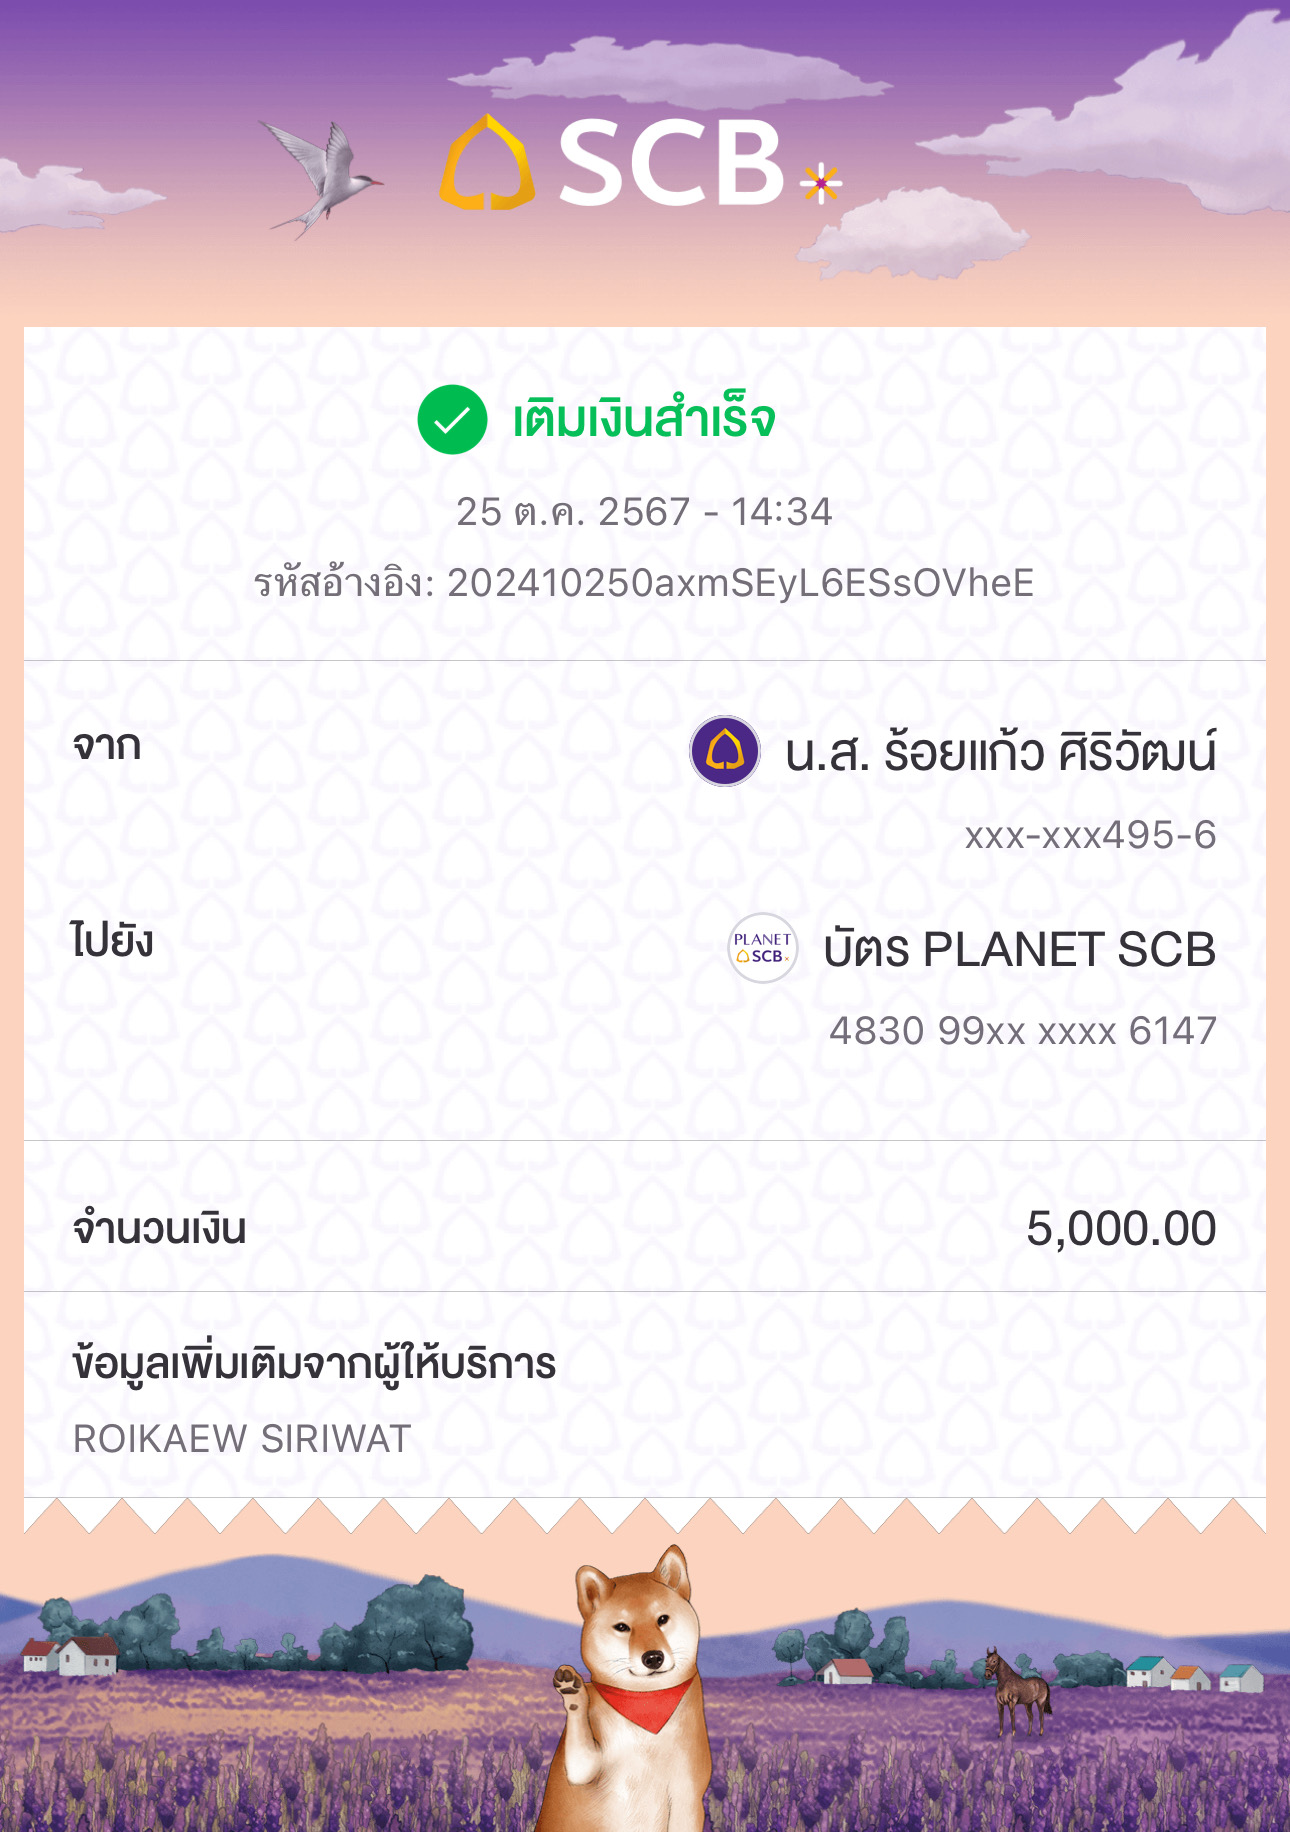 SCB
เติมเงินสำเร็จ
25 ต.ค. 2567 - 14:34
รหัสอ้างอิง: 202410250axmSEyL6ESsOVheE
จาก
น.ส. ร้อยแก้ว ศิริวัฒน์
xxx-xxx495-6
ไปยัง
PLANET
SCB
บัตร PLANET SCB
4830 99xx xxxx 6147
จำนวนเงิน
5,000.00
ข้อมูลเพิ่มเติมจากผู้ให้บริการ
ROIKAEW SIRIWAT